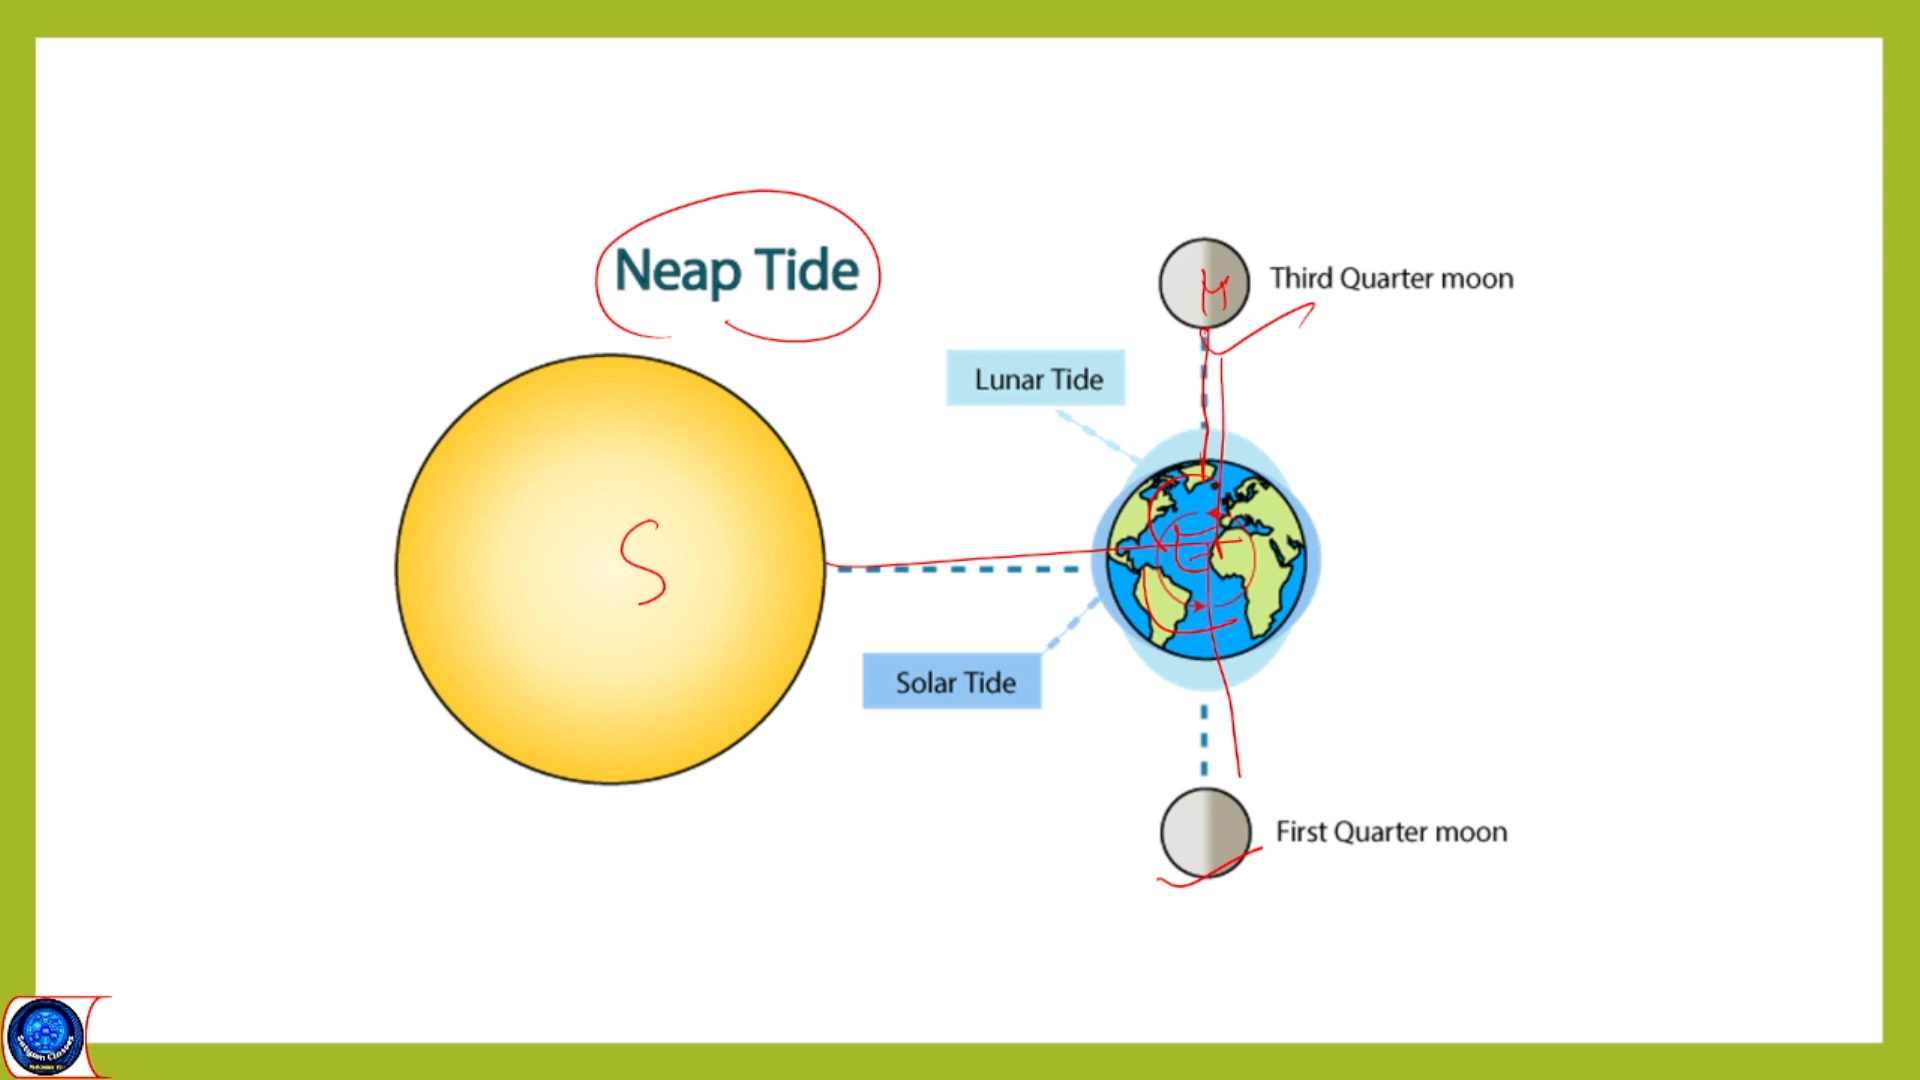 Neap Tide
M
Third Quarter moon
Lunar Tide
S
E
Solar Tide
First Quarter moon